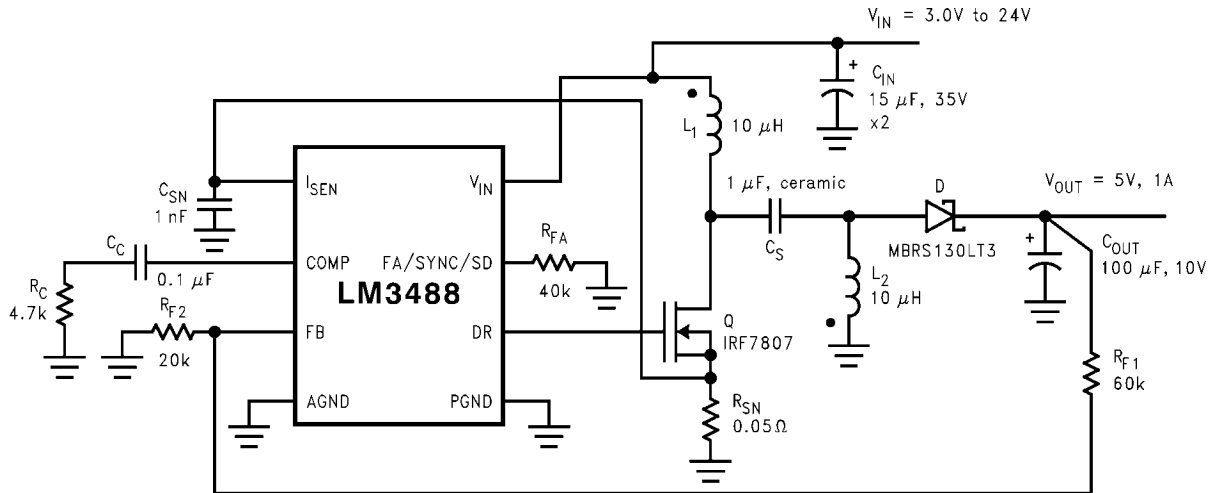 V_IN = 3.0V to 24V
C_IN
15 μF, 35V
x2
L_1
10 μH
I_SEN
V_IN
C_SN
1 nF
1 μF, ceramic
C_S
D
MBRS130LT3
V_OUT = 5V, 1A
C_OUT
100 μF, 10V
C_C
0.1 μF
COMP
FA/SYNC/SD
R_FA
40k
LM3488
R_C
4.7k
R_F2
20k
FB
DR
Q
IRF7807
L_2
10 μH
R_F1
60k
AGND
PGND
R_SN
0.05Ω
+
+